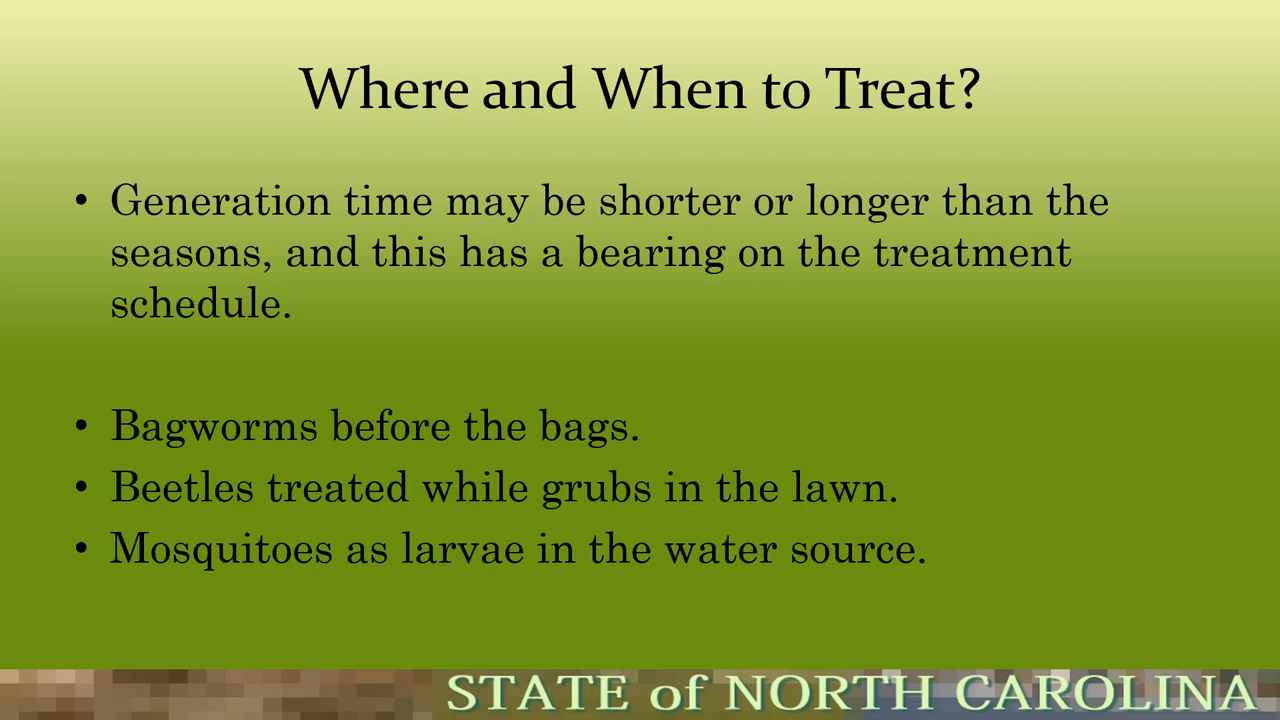 Where and When to Treat?
• Generation time may be shorter or longer than the
seasons, and this has a bearing on the treatment
schedule.
• Bagworms before the bags.
• Beetles treated while grubs in the lawn.
• Mosquitoes as larvae in the water source.
STATE of NORTH CAROLINA